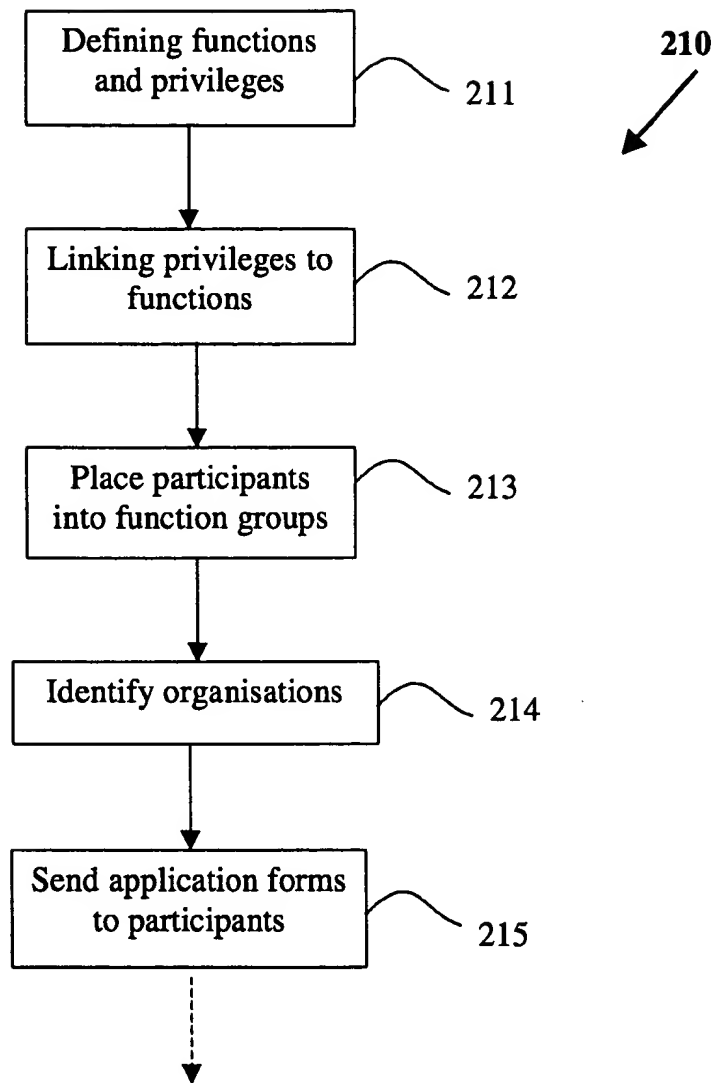 Defining functions
and privileges
210
211
Linking privileges to
functions
212
Place participants
into function groups
213
Identify organisations
214
Send application forms
to participants
215